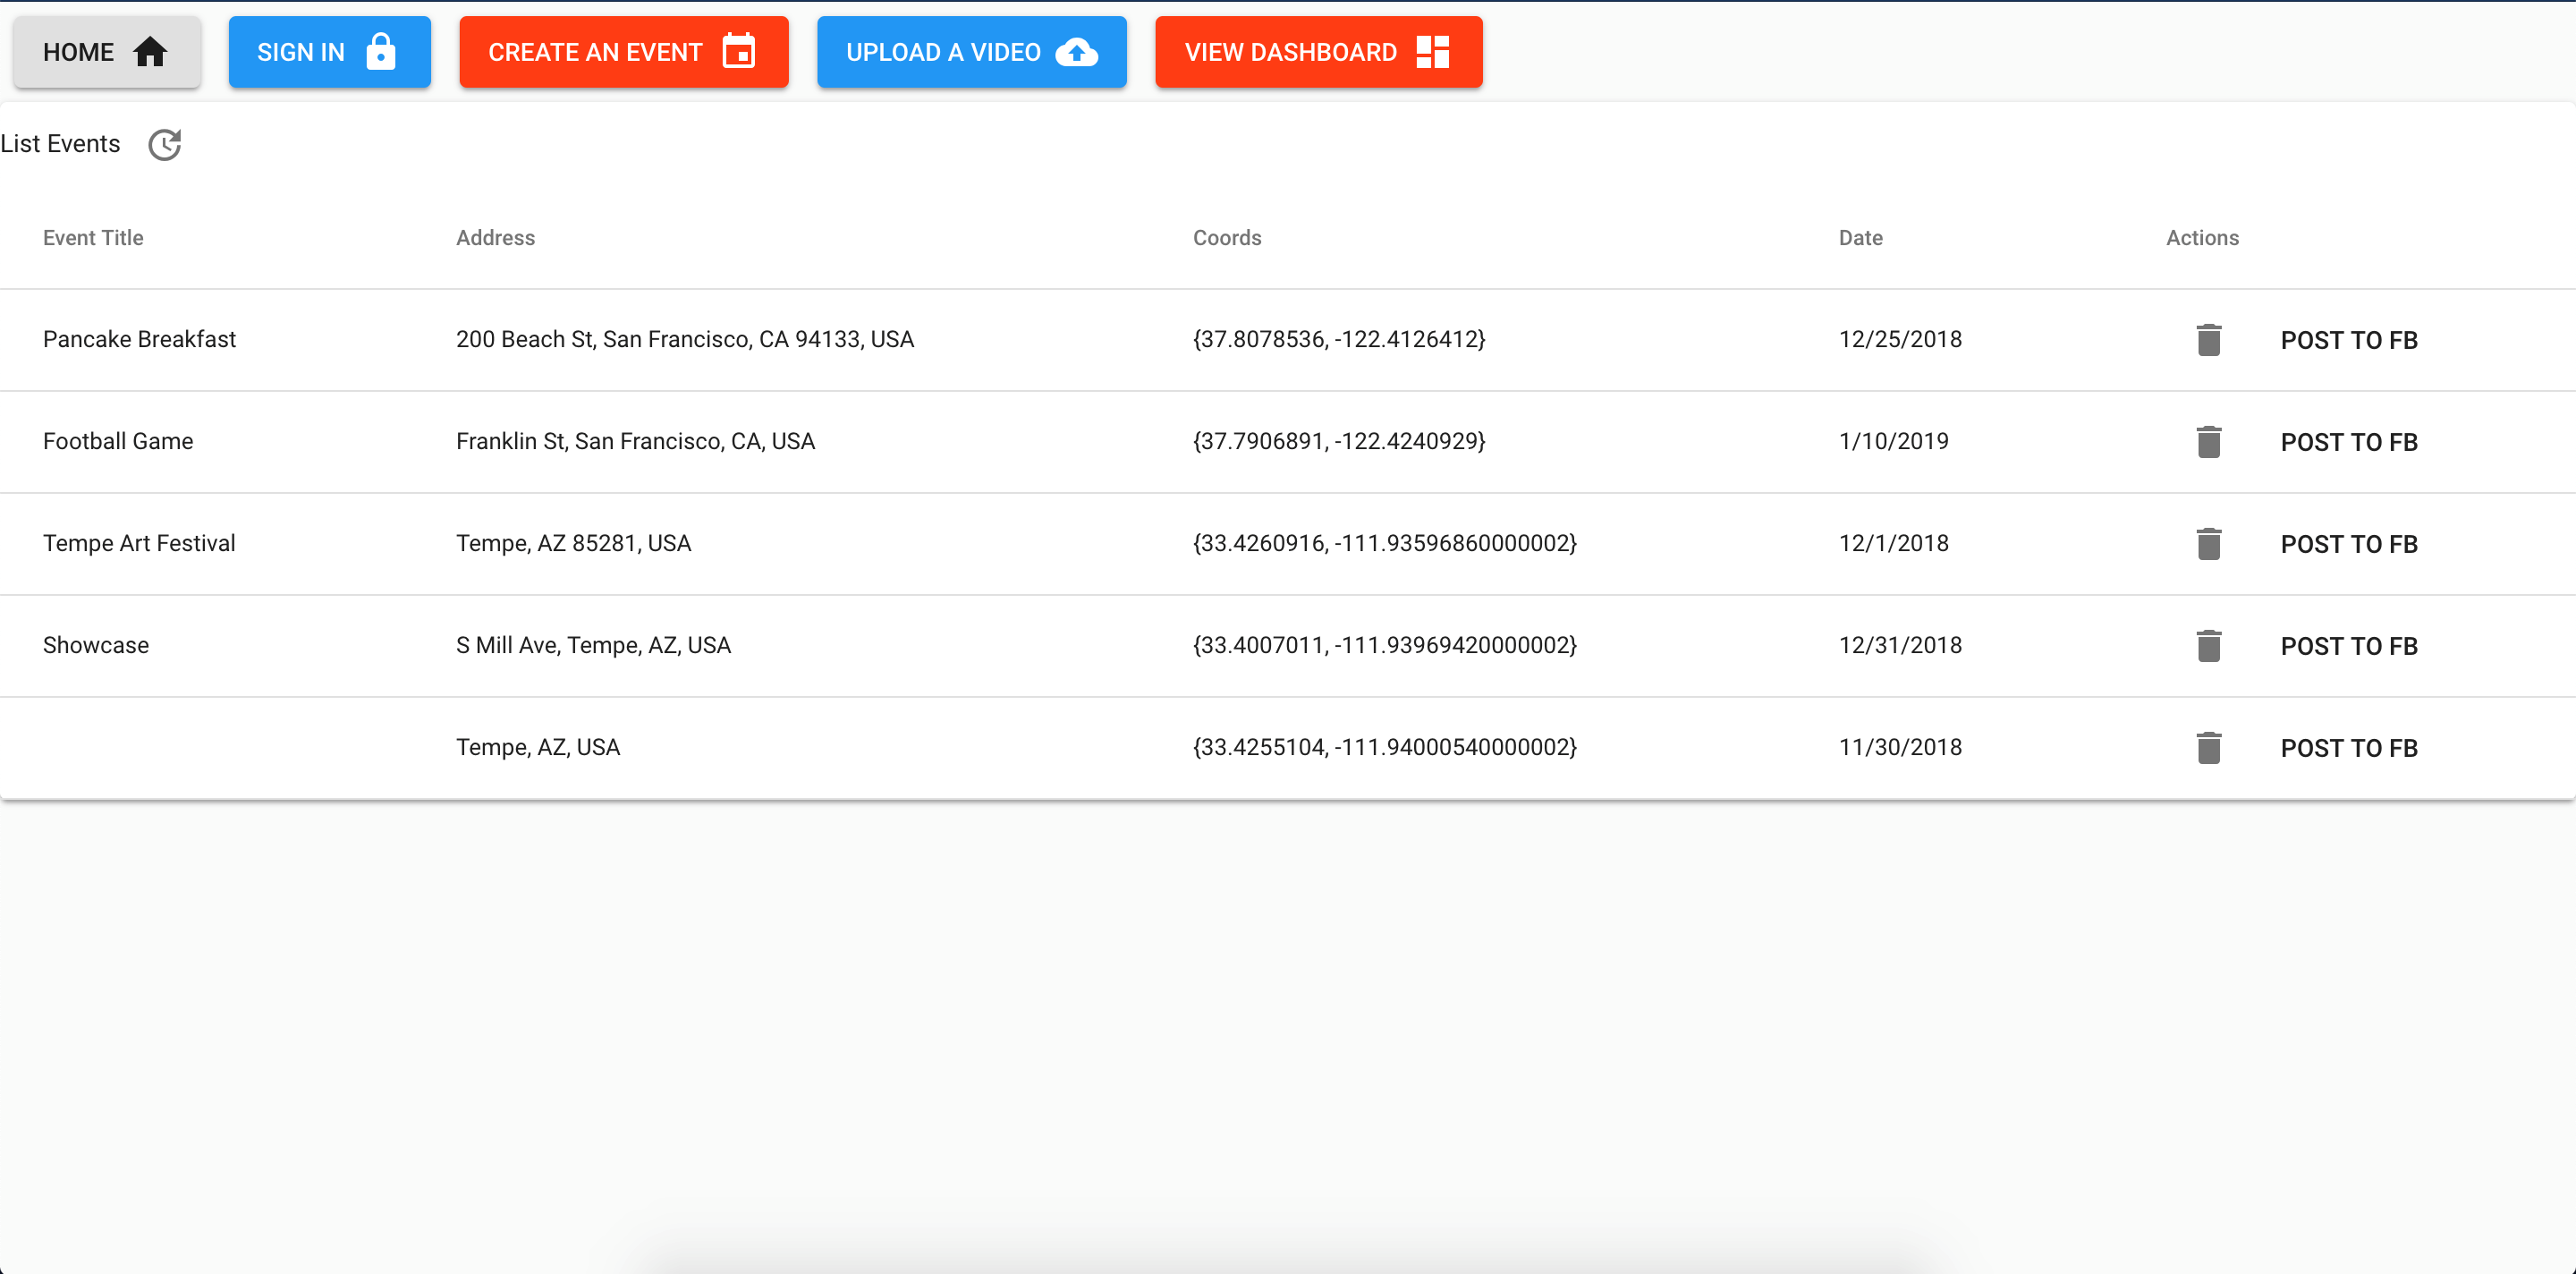 HOME SIGN IN CREATE AN EVENT UPLOAD A VIDEO VIEW DASHBOARD
List Events
Event Title Address Coords Date Actions
Pancake Breakfast 200 Beach St, San Francisco, CA 94133, USA {37.8078536, -122.4126412} 12/25/2018 POST TO FB
Football Game Franklin St, San Francisco, CA, USA {37.7906891, -122.4240929} 1/10/2019 POST TO FB
Tempe Art Festival Tempe, AZ 85281, USA {33.4260916, -111.93596860000002} 12/1/2018 POST TO FB
Showcase S Mill Ave, Tempe, AZ, USA {33.4007011, -111.93969420000002} 12/31/2018 POST TO FB
Tempe, AZ, USA {33.4255104, -111.94000540000002} 11/30/2018 POST TO FB